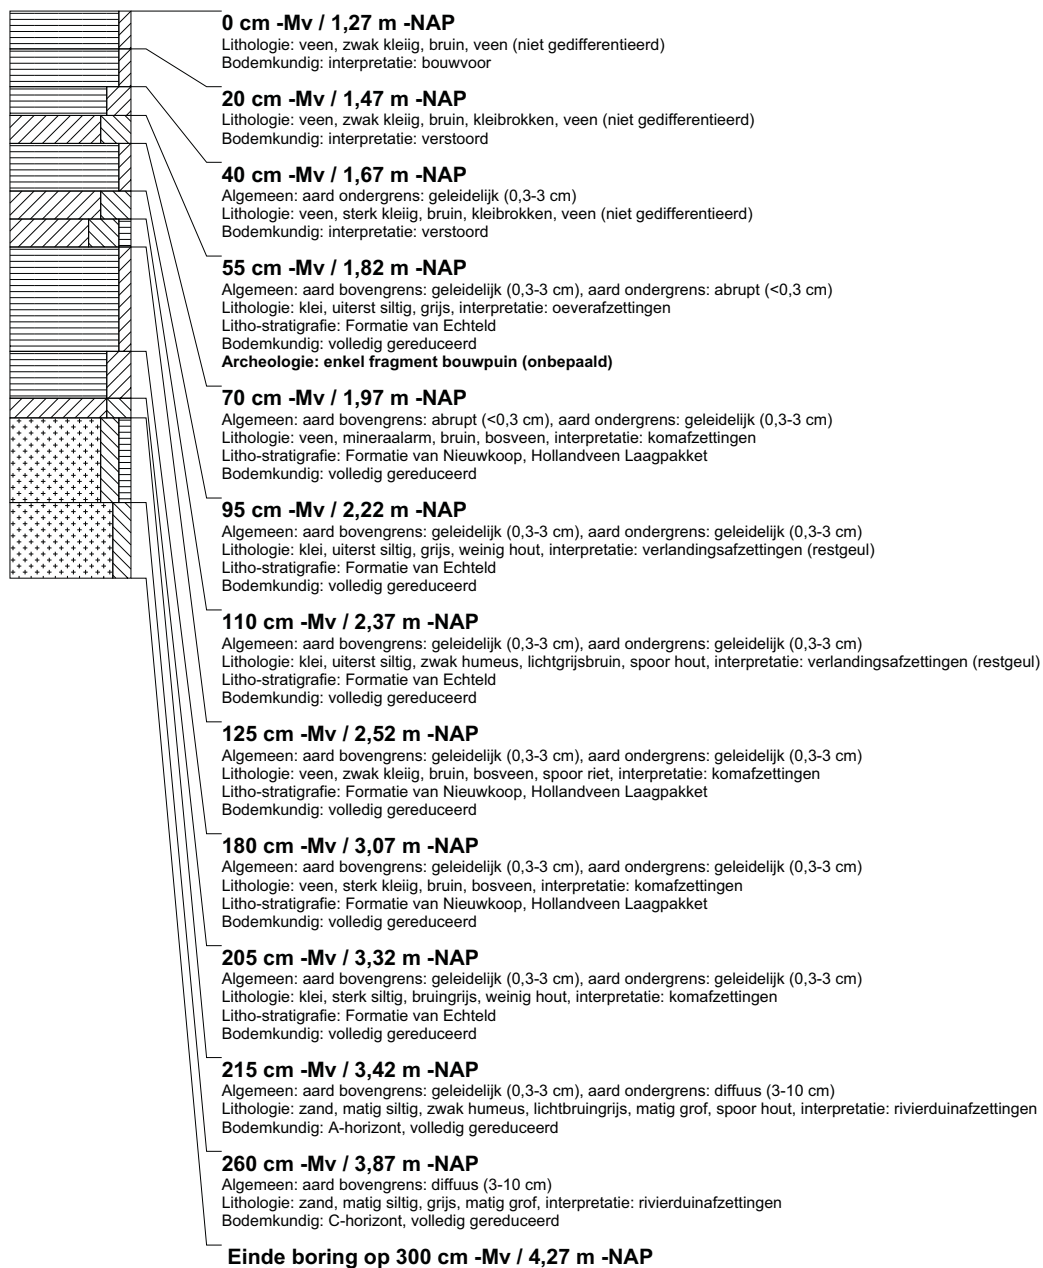 0 cm -Mv / 1,27 m -NAP
Lithologie: veen, zwak kleiig, bruin, veen (niet gedifferentieerd)
Bodemkundig: interpretatie: bouwvoor
20 cm -Mv / 1,47 m -NAP
Lithologie: veen, zwak kleiig, bruin, kleibrokken, veen (niet gedifferentieerd)
Bodemkundig: interpretatie: verstoord
40 cm -Mv / 1,67 m -NAP
Algemeen: aard ondergrens: geleidelijk (0,3-3 cm)
Lithologie: veen, sterk kleiig, bruin, kleibrokken, veen (niet gedifferentieerd)
Bodemkundig: interpretatie: verstoord
55 cm -Mv / 1,82 m -NAP
Algemeen: aard bovengrens: geleidelijk (0,3-3 cm), aard ondergrens: abrupt (<0,3 cm)
Lithologie: klei, uiterst siltig, grijs, interpretatie: oeverafzettingen
Litho-stratigrafie: Formatie van Echteld
Bodemkundig: volledig gereduceerd
Archeologie: enkel fragment bouwpuin (onbepaald)
70 cm -Mv / 1,97 m -NAP
Algemeen: aard bovengrens: abrupt (<0,3 cm), aard ondergrens: geleidelijk (0,3-3 cm)
Lithologie: veen, mineraalarm, bruin, bosveen, interpretatie: komafzettingen
Litho-stratigrafie: Formatie van Nieuwkoop, Hollandveen Laagpakket
Bodemkundig: volledig gereduceerd
95 cm -Mv / 2,22 m -NAP
Algemeen: aard bovengrens: geleidelijk (0,3-3 cm), aard ondergrens: geleidelijk (0,3-3 cm)
Lithologie: klei, uiterst siltig, grijs, weinig hout, interpretatie: verlandingsafzettingen (restgeul)
Litho-stratigrafie: Formatie van Echteld
Bodemkundig: volledig gereduceerd
110 cm -Mv / 2,37 m -NAP
Algemeen: aard bovengrens: geleidelijk (0,3-3 cm), aard ondergrens: geleidelijk (0,3-3 cm)
Lithologie: klei, uiterst siltig, zwak humeus, lichtgrijsbruin, spoor hout, interpretatie: verlandingsafzettingen (restgeul)
Litho-stratigrafie: Formatie van Echteld
Bodemkundig: volledig gereduceerd
125 cm -Mv / 2,52 m -NAP
Algemeen: aard bovengrens: geleidelijk (0,3-3 cm), aard ondergrens: geleidelijk (0,3-3 cm)
Lithologie: veen, zwak kleiig, bruin, bosveen, spoor riet, interpretatie: komafzettingen
Litho-stratigrafie: Formatie van Nieuwkoop, Hollandveen Laagpakket
Bodemkundig: volledig gereduceerd
180 cm -Mv / 3,07 m -NAP
Algemeen: aard bovengrens: geleidelijk (0,3-3 cm), aard ondergrens: geleidelijk (0,3-3 cm)
Lithologie: veen, sterk kleiig, bruin, bosveen, interpretatie: komafzettingen
Litho-stratigrafie: Formatie van Nieuwkoop, Hollandveen Laagpakket
Bodemkundig: volledig gereduceerd
205 cm -Mv / 3,32 m -NAP
Algemeen: aard bovengrens: geleidelijk (0,3-3 cm), aard ondergrens: geleidelijk (0,3-3 cm)
Lithologie: klei, sterk siltig, bruingrijs, weinig hout, interpretatie: komafzettingen
Litho-stratigrafie: Formatie van Echteld
Bodemkundig: volledig gereduceerd
215 cm -Mv / 3,42 m -NAP
Algemeen: aard bovengrens: geleidelijk (0,3-3 cm), aard ondergrens: diffuus (3-10 cm)
Lithologie: zand, matig siltig, zwak humeus, lichtbruingrijs, matig grof, spoor hout, interpretatie: rivierduinafzettingen
Bodemkundig: A-horizont, volledig gereduceerd
260 cm -Mv / 3,87 m -NAP
Algemeen: aard bovengrens: diffuus (3-10 cm)
Lithologie: zand, matig siltig, grijs, matig grof, interpretatie: rivierduinafzettingen
Bodemkundig: C-horizont, volledig gereduceerd
Einde boring op 300 cm -Mv / 4,27 m -NAP